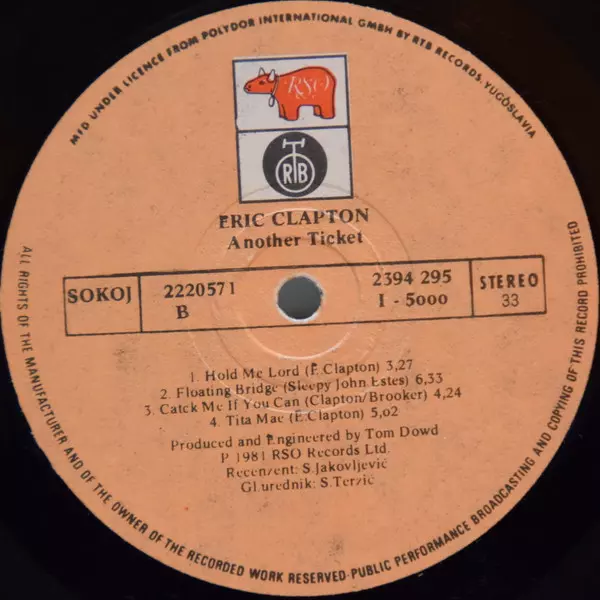 MFD UNDER LICENCE FROM POLYDOR INTERNATIONAL GMBH BY RTB RECORDS, YUGOSLAVIA
RSO
RTB
ERIC CLAPTON
Another Ticket
SOKOJ
2220571
B
2394 295
I - 5000
STEREO
33
1. Hold Me Lord (E.Clapton) 3,27
2. Floating Bridge (Sleepy John Estes) 6,33
3. Catck Me If You Can (Clapton/Brooker) 4,24
4. Tita Mae (E.Clapton) 5,02
Produced and Engineered by Tom Dowd
P 1981 RSO Records Ltd.
Recenzent: S.Jakovljević
Gl.urednik: S.Terzić
ALL RIGHTS OF THE MANUFACTURER AND OF THE OWNER OF THE RECORDED WORK RESERVED·PUBLIC PERFORMANCE BROADCASTING AND COPYING OF THIS RECORD PROHIBITED